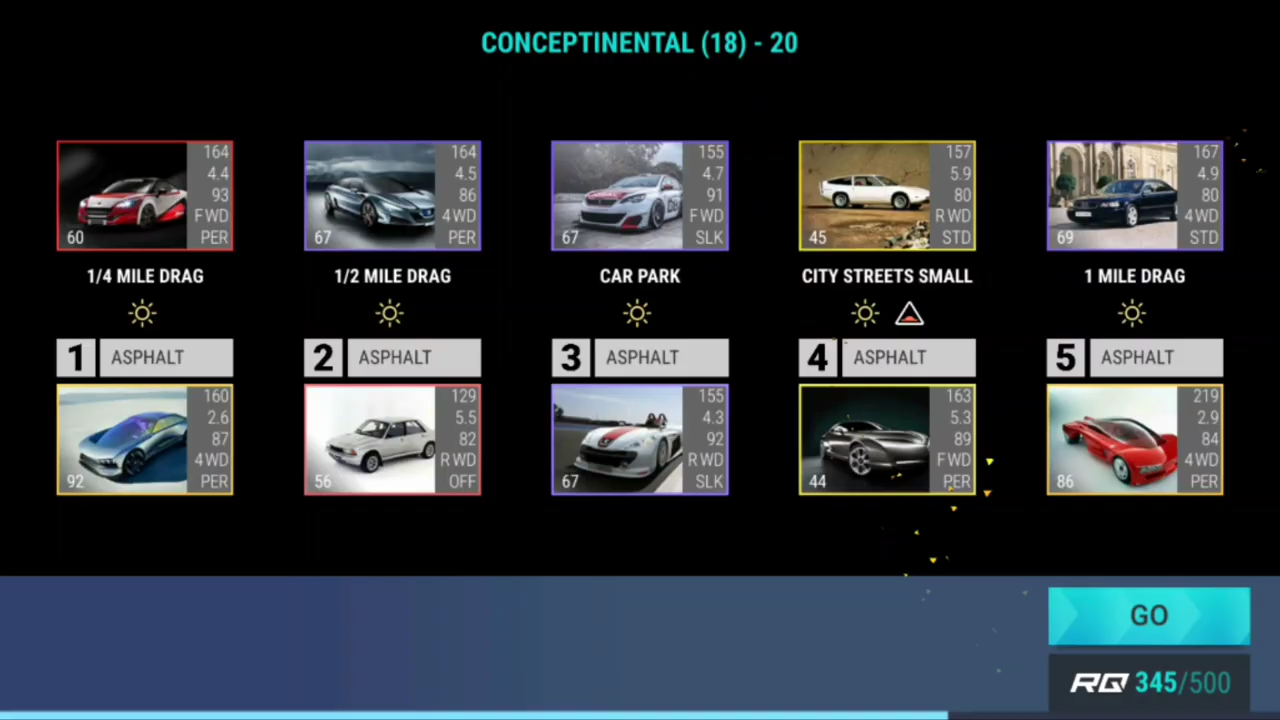 CONCEPTINENTAL (18) - 20
164
4.4
93
FWD
PER
60
164
4.5
86
4WD
PER
67
155
4.7
91
FWD
SLK
67
157
5.9
80
RWD
STD
45
167
4.9
80
4WD
STD
69
1/4 MILE DRAG
1/2 MILE DRAG
CAR PARK
CITY STREETS SMALL
1 MILE DRAG
1 ASPHALT
2 ASPHALT
3 ASPHALT
4 ASPHALT
5 ASPHALT
160
2.6
87
4WD
PER
92
129
5.5
82
RWD
OFF
56
155
4.3
92
RWD
SLK
67
163
5.3
89
FWD
PER
44
219
2.9
84
4WD
PER
86
GO
RQ 345/500